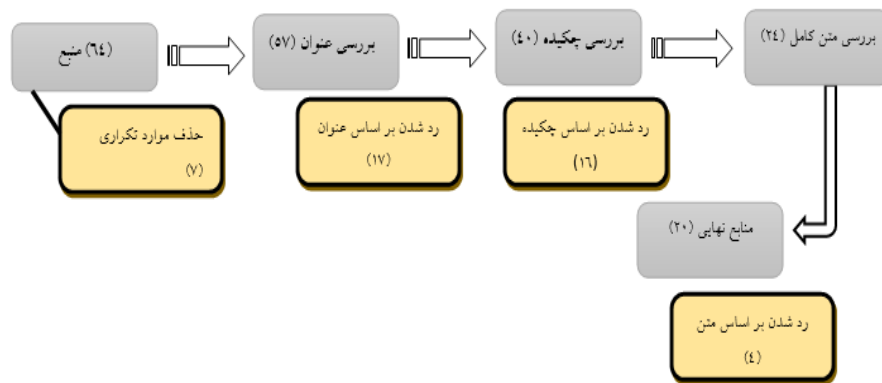 (٦٤) منبع
بررسی عنوان (٥٧)
بررسی چکیده (٤٠)
بررسی متن کامل (٢٤)
حذف موارد تکراری
(٧)
رد شدن بر اساس عنوان
(١٧)
رد شدن بر اساس چکیده
(١٦)
منابع نهایی (٢٠)
رد شدن بر اساس متن
(٤)